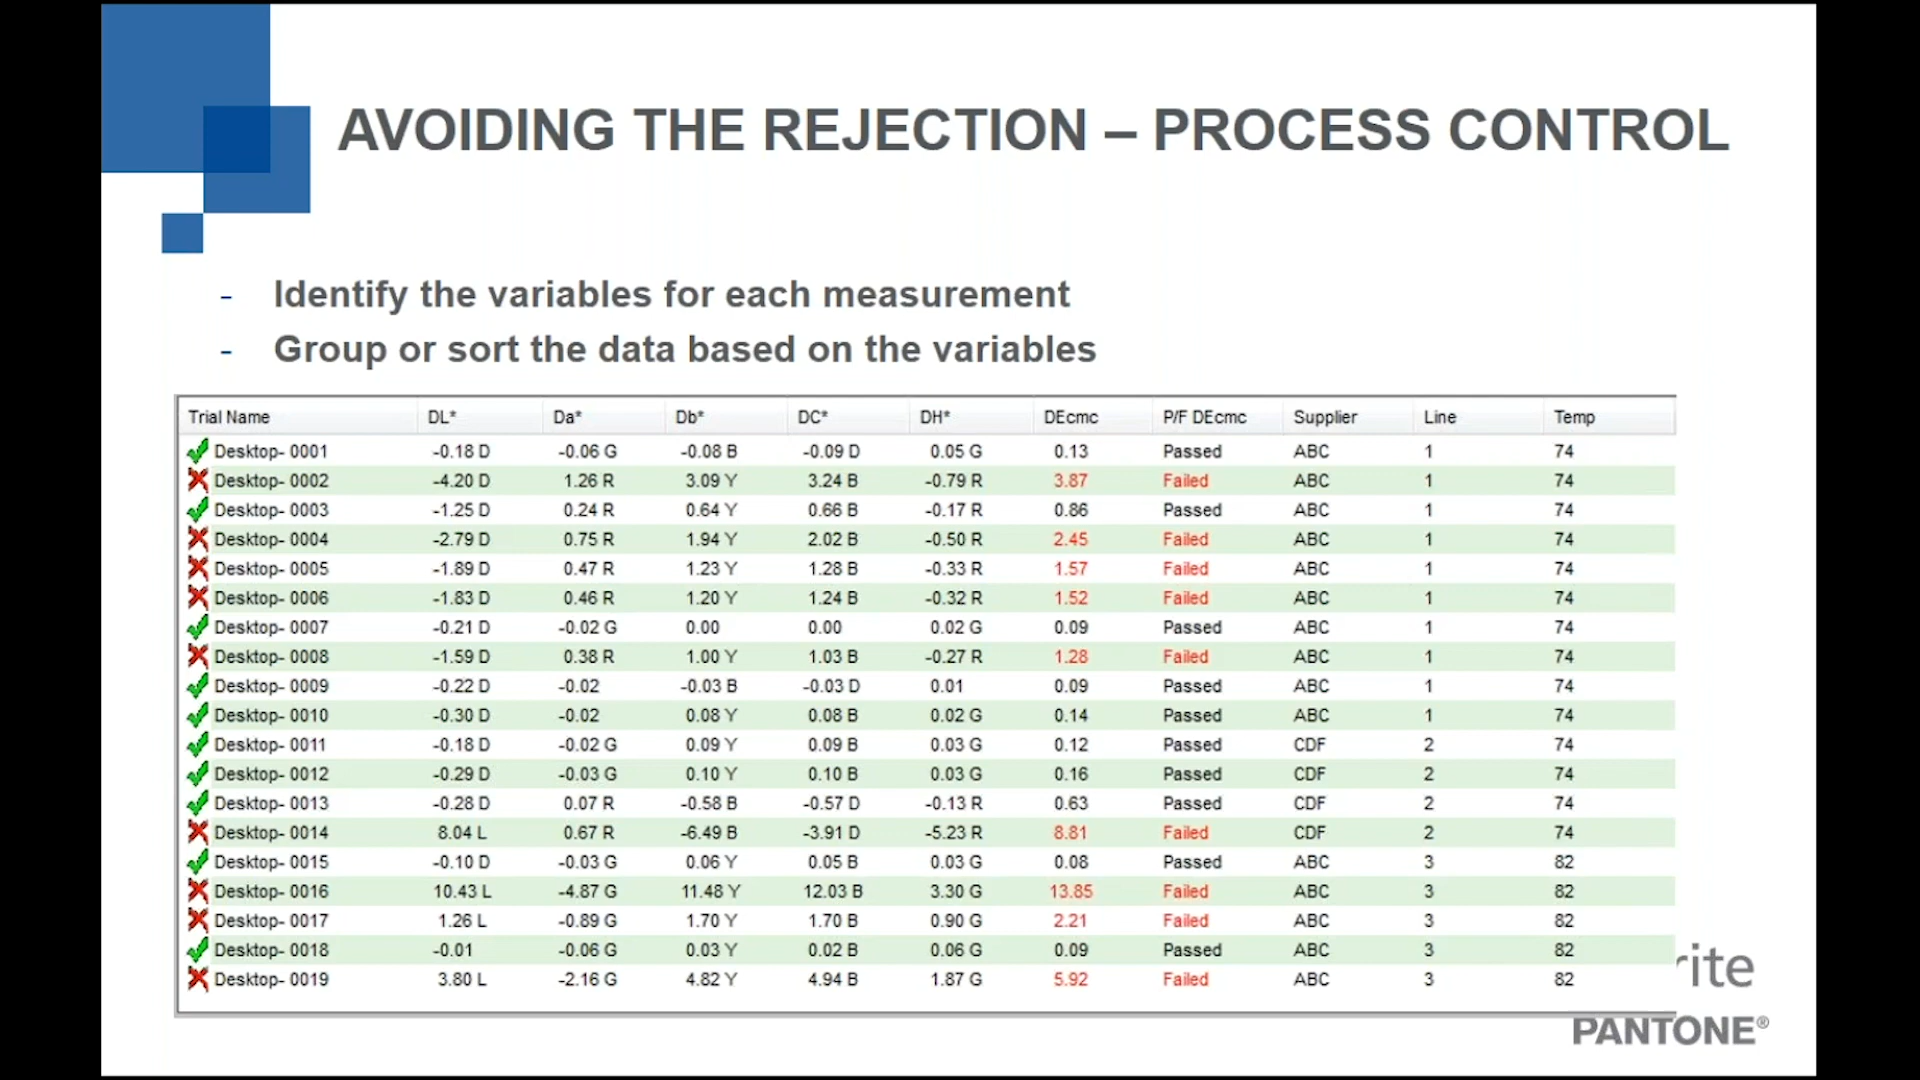 AVOIDING THE REJECTION – PROCESS CONTROL
- Identify the variables for each measurement
- Group or sort the data based on the variables
Trial Name DL* Da* Db* DC* DH* DEcmc P/F DEcmc Supplier Line Temp
Desktop- 0001 -0.18 D -0.06 G -0.08 B -0.09 D 0.05 G 0.13 Passed ABC 1 74
Desktop- 0002 -4.20 D 1.26 R 3.09 Y 3.24 B -0.79 R 3.87 Failed ABC 1 74
Desktop- 0003 -1.25 D 0.24 R 0.64 Y 0.66 B -0.17 R 0.86 Passed ABC 1 74
Desktop- 0004 -2.79 D 0.75 R 1.94 Y 2.02 B -0.50 R 2.45 Failed ABC 1 74
Desktop- 0005 -1.89 D 0.47 R 1.23 Y 1.28 B -0.33 R 1.57 Failed ABC 1 74
Desktop- 0006 -1.83 D 0.46 R 1.20 Y 1.24 B -0.32 R 1.52 Failed ABC 1 74
Desktop- 0007 -0.21 D -0.02 G 0.00 0.00 0.02 G 0.09 Passed ABC 1 74
Desktop- 0008 -1.59 D 0.38 R 1.00 Y 1.03 B -0.27 R 1.28 Failed ABC 1 74
Desktop- 0009 -0.22 D -0.02 -0.03 B -0.03 D 0.01 0.09 Passed ABC 1 74
Desktop- 0010 -0.30 D -0.02 0.08 Y 0.08 B 0.02 G 0.14 Passed ABC 1 74
Desktop- 0011 -0.18 D -0.02 G 0.09 Y 0.09 B 0.03 G 0.12 Passed CDF 2 74
Desktop- 0012 -0.29 D -0.03 G 0.10 Y 0.10 B 0.03 G 0.16 Passed CDF 2 74
Desktop- 0013 -0.28 D 0.07 R -0.58 B -0.57 D -0.13 R 0.63 Passed CDF 2 74
Desktop- 0014 8.04 L 0.67 R -6.49 B -3.91 D -5.23 R 8.81 Failed CDF 2 74
Desktop- 0015 -0.10 D -0.03 G 0.06 Y 0.05 B 0.03 G 0.08 Passed ABC 3 82
Desktop- 0016 10.43 L -4.87 G 11.48 Y 12.03 B 3.30 G 13.85 Failed ABC 3 82
Desktop- 0017 1.26 L -0.89 G 1.70 Y 1.70 B 0.90 G 2.21 Failed ABC 3 82
Desktop- 0018 -0.01 -0.06 G 0.03 Y 0.02 B 0.06 G 0.09 Passed ABC 3 82
Desktop- 0019 3.80 L -2.16 G 4.82 Y 4.94 B 1.87 G 5.92 Failed ABC 3 82
rite
PANTONE®